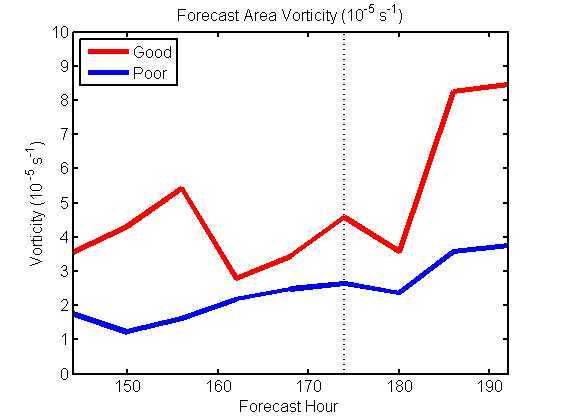 Forecast Area Vorticity (10⁻⁵ s⁻¹)
Good
Poor
Vorticity (10⁻⁵ s⁻¹)
10
9
8
7
6
5
4
3
2
1
0
150 160 170 180 190
Forecast Hour